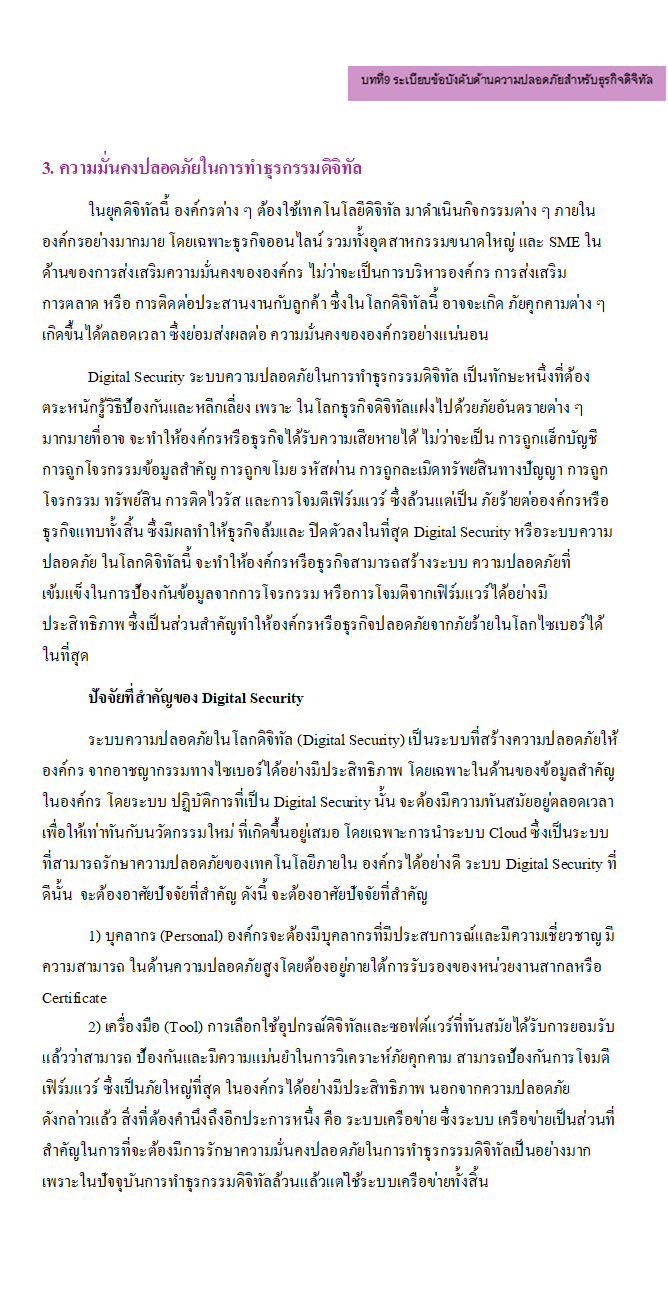 บทที่9 ระเบียบข้อบังคับด้านความปลอดภัยสำหรับธุรกิจดิจิทัล
3. ความมั่นคงปลอดภัยในการทำธุรกรรมดิจิทัล
ในยุคดิจิทัลนี้ องค์กรต่าง ๆ ต้องใช้เทคโนโลยีดิจิทัล มาดำเนินกิจกรรมต่าง ๆ ภายใน
องค์กรอย่างมากมาย โดยเฉพาะธุรกิจออนไลน์ รวมทั้งอุตสาหกรรมขนาดใหญ่ และ SME ใน
ด้านของการส่งเสริมความมั่นคงขององค์กร ไม่ว่าจะเป็นการบริหารองค์กร การส่งเสริม
การตลาด หรือ การติดต่อประสานงานกับลูกค้า ซึ่งในโลกดิจิทัลนี้ อาจจะเกิด ภัยคุกคามต่าง ๆ
เกิดขึ้นได้ตลอดเวลา ซึ่งย่อมส่งผลต่อ ความมั่นคงขององค์กรอย่างแน่นอน
Digital Security ระบบความปลอดภัยในการทำธุรกรรมดิจิทัล เป็นทักษะหนึ่งที่ต้อง
ตระหนักรู้วิธีป้องกันและหลีกเลี่ยง เพราะ ในโลกธุรกิจดิจิทัลแฝงไปด้วยภัยอันตรายต่าง ๆ
มากมายที่อาจ จะทำให้องค์กรหรือธุรกิจได้รับความเสียหายได้ ไม่ว่าจะเป็น การถูกแฮ็กบัญชี
การถูกโจรกรรมข้อมูลสำคัญ การถูกขโมย รหัสผ่าน การถูกละเมิดทรัพย์สินทางปัญญา การถูก
โจรกรรม ทรัพย์สิน การติดไวรัส และการโจมตีเฟิร์มแวร์ ซึ่งล้วนแต่เป็น ภัยร้ายต่อองค์กรหรือ
ธุรกิจแทบทั้งสิ้น ซึ่งมีผลทำให้ธุรกิจล้มและ ปิดตัวลงในที่สุด Digital Security หรือระบบความ
ปลอดภัย ในโลกดิจิทัลนี้ จะทำให้องค์กรหรือธุรกิจสามารถสร้างระบบ ความปลอดภัยที่
เข้มแข็งในการป้องกันข้อมูลจากการโจรกรรม หรือการโจมตีจากเฟิร์มแวร์ได้อย่างมี
ประสิทธิภาพ ซึ่งเป็นส่วนสำคัญทำให้องค์กรหรือธุรกิจปลอดภัยจากภัยร้ายในโลกไซเบอร์ได้
ในที่สุด
ปัจจัยที่สำคัญของ Digital Security
ระบบความปลอดภัยในโลกดิจิทัล (Digital Security) เป็นระบบที่สร้างความปลอดภัยให้
องค์กร จากอาชญากรรมทางไซเบอร์ได้อย่างมีประสิทธิภาพ โดยเฉพาะในด้านของข้อมูลสำคัญ
ในองค์กร โดยระบบ ปฏิบัติการที่เป็น Digital Security นั้น จะต้องมีความทันสมัยอยู่ตลอดเวลา
เพื่อให้เท่าทันกับนวัตกรรมใหม่ ที่เกิดขึ้นอยู่เสมอ โดยเฉพาะการนำระบบ Cloud ซึ่งเป็นระบบ
ที่สามารถรักษาความปลอดภัยของเทคโนโลยีภายใน องค์กรได้อย่างดี ระบบ Digital Security ที่
ดีนั้น จะต้องอาศัยปัจจัยที่สำคัญ ดังนี้ จะต้องอาศัยปัจจัยที่สำคัญ
1) บุคลากร (Personal) องค์กรจะต้องมีบุคลากรที่มีประสบการณ์และมีความเชี่ยวชาญ มี
ความสามารถ ในด้านความปลอดภัยสูงโดยต้องอยู่ภายใต้การรับรองของหน่วยงานสากลหรือ
Certificate
2) เครื่องมือ (Tool) การเลือกใช้อุปกรณ์ดิจิทัลและซอฟต์แวร์ที่ทันสมัยได้รับการยอมรับ
แล้วว่าสามารถ ป้องกันและมีความแม่นยำในการวิเคราะห์ภัยคุกคาม สามารถป้องกันการโจมตี
เฟิร์มแวร์ ซึ่งเป็นภัยใหญ่ที่สุด ในองค์กรได้อย่างมีประสิทธิภาพ นอกจากความปลอดภัย
ดังกล่าวแล้ว สิ่งที่ต้องคำนึงถึงอีกประการหนึ่ง คือ ระบบเครือข่าย ซึ่งระบบ เครือข่ายเป็นส่วนที่
สำคัญในการที่จะต้องมีการรักษาความมั่นคงปลอดภัยในการทำธุรกรรมดิจิทัลเป็นอย่างมาก
เพราะในปัจจุบันการทำธุรกรรมดิจิทัลล้วนแล้วแต่ใช้ระบบเครือข่ายทั้งสิ้น